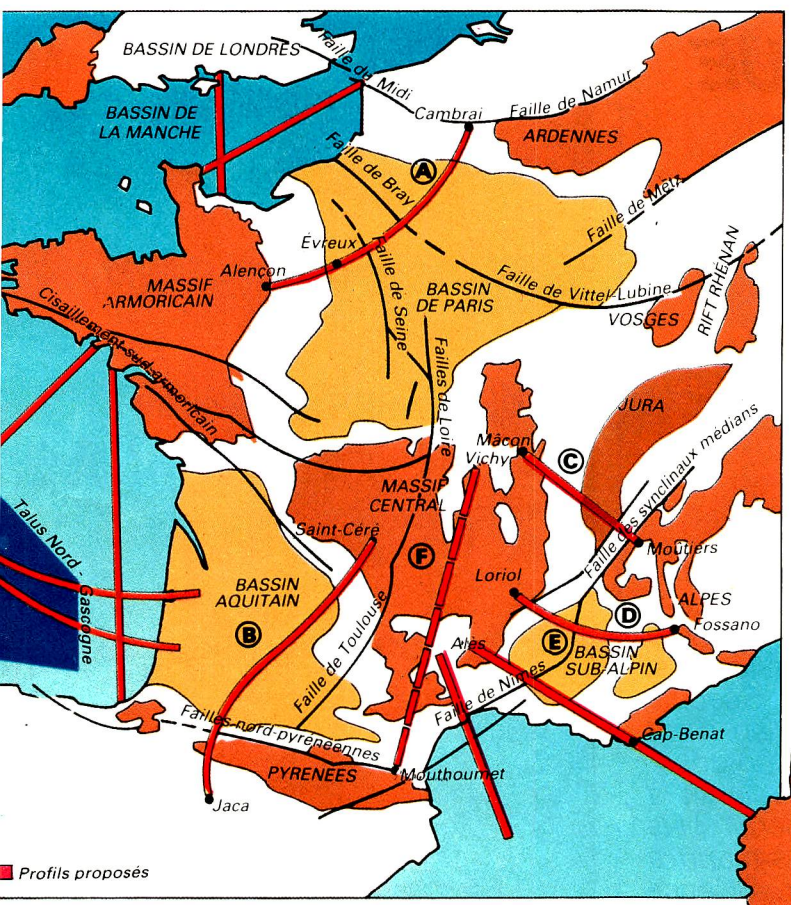 BASSIN DE LONDRES
Faille du Midi
BASSIN DE
LA MANCHE
Cambrai
Faille de Namur
ARDENNES
Faille de Bray
A
Faille de Metz
Évreux
Alençon
Faille de Seine
MASSIF
ARMORICAIN
BASSIN
DE PARIS
Faille de Vittel-Lubine
VOSGES
RIFT RHÉNAN
Cisaillement sud-armoricain
Failles de Loire
JURA
Mâcon
Vichy
C
Faille des synclinaux médians
MASSIF
CENTRAL
Talus Nord-
Gascogne
Saint-Céré
Moûtiers
F
Loriol
BASSIN
AQUITAIN
ALPES
D
Fossano
B
Faille de Toulouse
Alès
E
BASSIN
SUB-ALPIN
Faille de Nîmes
Failles nord-pyrénéennes
Cap-Benat
PYRENEES
Mouthoumet
Jaca
Profils proposés